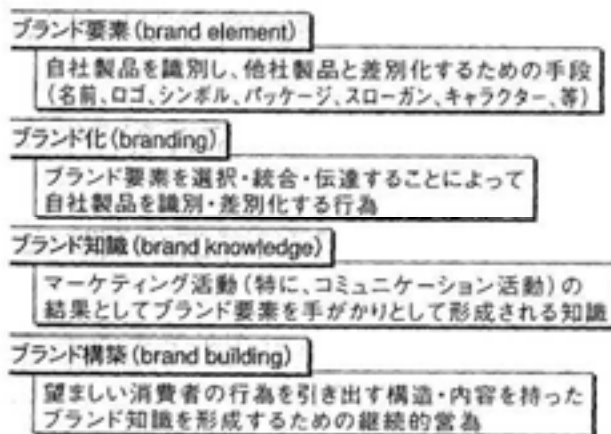 ブランド要素(brand element)
自社製品を識別し、他社製品と差別化するための手段
(名前、ロゴ、シンボル、パッケージ、スローガン、キャラクター、等)
ブランド化(branding)
ブランド要素を選択・統合・伝達することによって
自社製品を識別・差別化する行為
ブランド知識(brand knowledge)
マーケティング活動(特に、コミュニケーション活動)の
結果としてブランド要素を手がかりとして形成される知識
ブランド構築(brand building)
望ましい消費者の行為を引き出す構造・内容を持った
ブランド知識を形成するための継続的営為